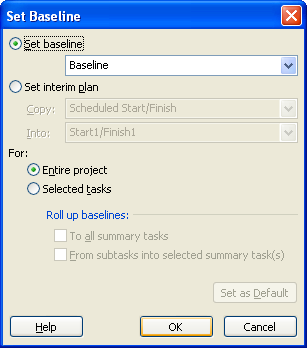 Set Baseline
Set baseline
Baseline
Set interim plan
Copy: Scheduled Start/Finish
Into: Start1/Finish1
For:
Entire project
Selected tasks
Roll up baselines:
To all summary tasks
From subtasks into selected summary task(s)
Set as Default
Help OK Cancel